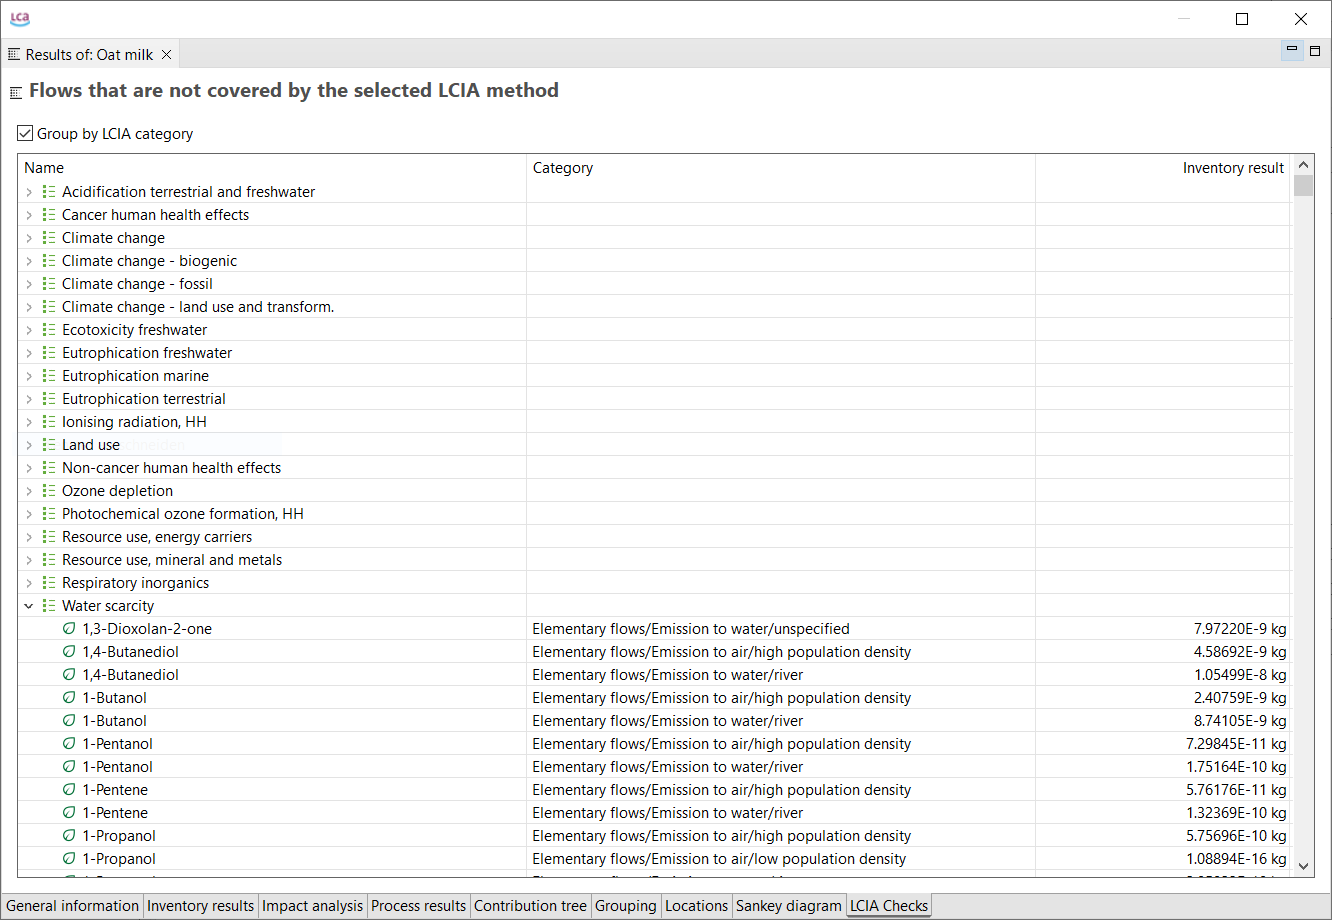 LCA
Results of: Oat milk
Flows that are not covered by the selected LCIA method
Group by LCIA category
Name Category Inventory result
Acidification terrestrial and freshwater
Cancer human health effects
Climate change
Climate change - biogenic
Climate change - fossil
Climate change - land use and transform.
Ecotoxicity freshwater
Eutrophication freshwater
Eutrophication marine
Eutrophication terrestrial
Ionising radiation, HH
Land use
Non-cancer human health effects
Ozone depletion
Photochemical ozone formation, HH
Resource use, energy carriers
Resource use, mineral and metals
Respiratory inorganics
Water scarcity
1,3-Dioxolan-2-one Elementary flows/Emission to water/unspecified 7.97220E-9 kg
1,4-Butanediol Elementary flows/Emission to air/high population density 4.58692E-9 kg
1,4-Butanediol Elementary flows/Emission to water/river 1.05499E-8 kg
1-Butanol Elementary flows/Emission to air/high population density 2.40759E-9 kg
1-Butanol Elementary flows/Emission to water/river 8.74105E-9 kg
1-Pentanol Elementary flows/Emission to air/high population density 7.29845E-11 kg
1-Pentanol Elementary flows/Emission to water/river 1.75164E-10 kg
1-Pentene Elementary flows/Emission to air/high population density 5.76176E-11 kg
1-Pentene Elementary flows/Emission to water/river 1.32369E-10 kg
1-Propanol Elementary flows/Emission to air/high population density 5.75696E-10 kg
1-Propanol Elementary flows/Emission to air/low population density 1.08894E-16 kg
General information Inventory results Impact analysis Process results Contribution tree Grouping Locations Sankey diagram LCIA Checks